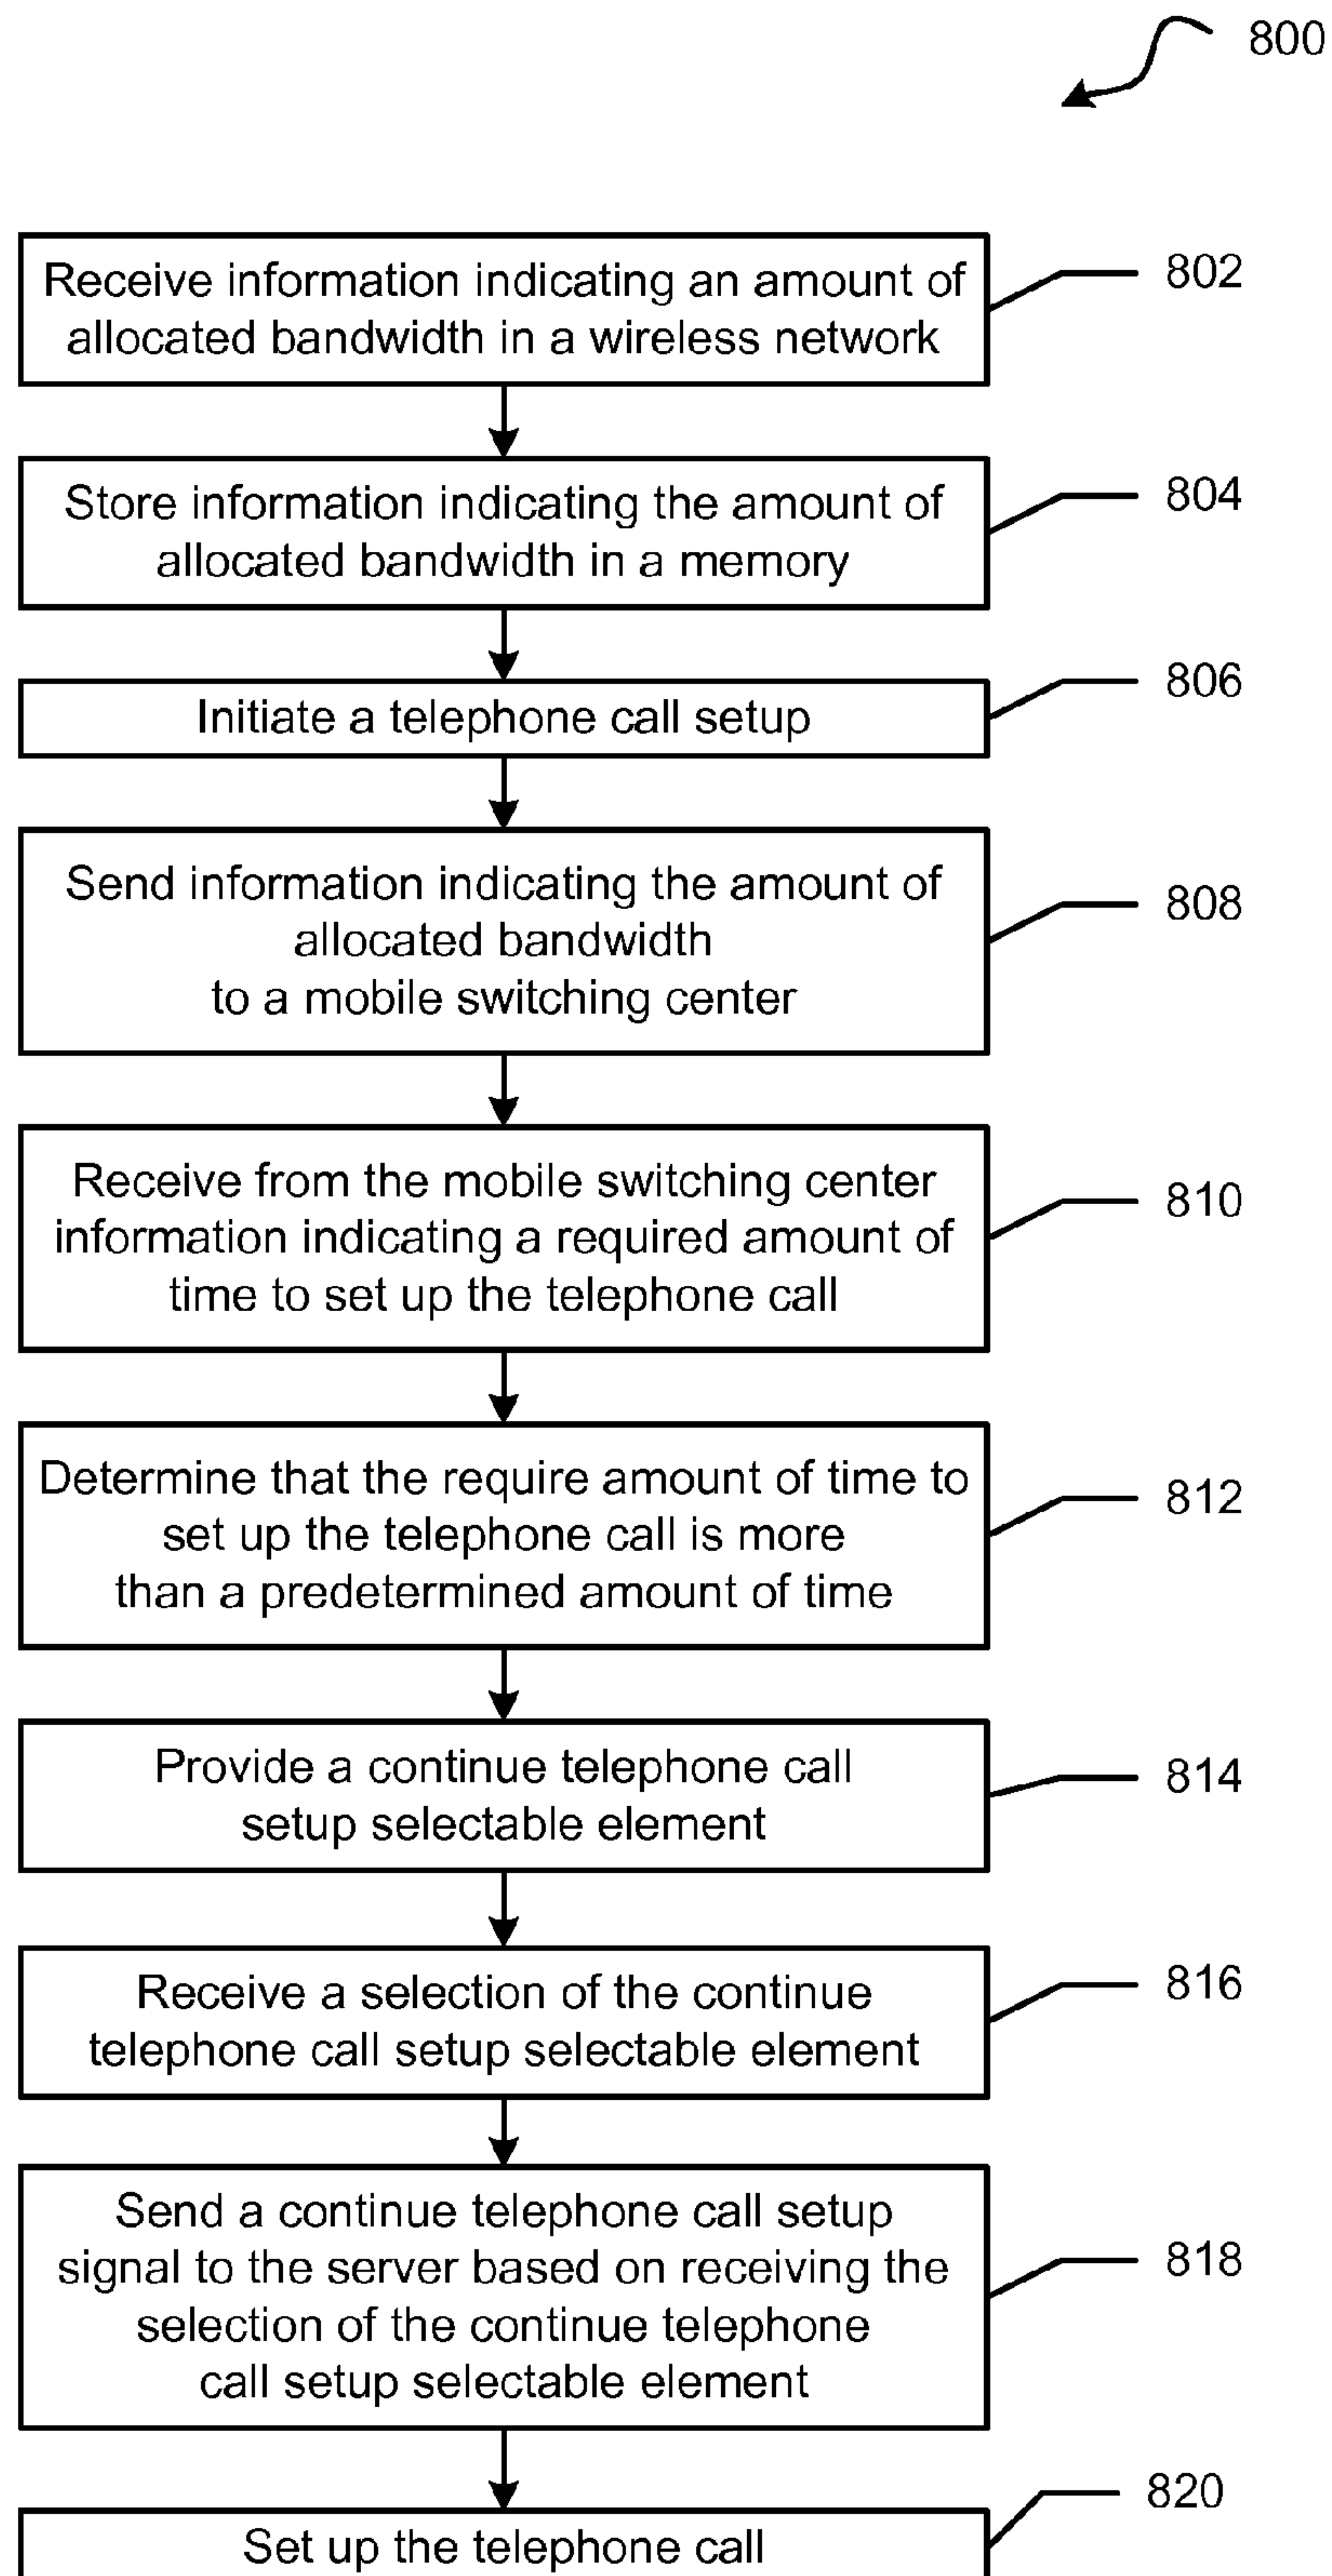 800
Receive information indicating an amount of
allocated bandwidth in a wireless network
802
Store information indicating the amount of
allocated bandwidth in a memory
804
Initiate a telephone call setup
806
Send information indicating the amount of
allocated bandwidth
to a mobile switching center
808
Receive from the mobile switching center
information indicating a required amount of
time to set up the telephone call
810
Determine that the require amount of time to
set up the telephone call is more
than a predetermined amount of time
812
Provide a continue telephone call
setup selectable element
814
Receive a selection of the continue
telephone call setup selectable element
816
Send a continue telephone call setup
signal to the server based on receiving the
selection of the continue telephone
call setup selectable element
818
Set up the telephone call
820